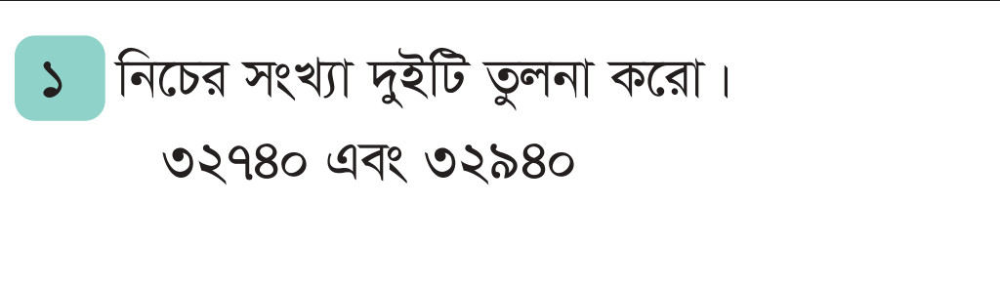 ১ নিচের সংখ্যা দুইটি তুলনা করো।
৩২৭৪০ এবং ৩২৯৪০